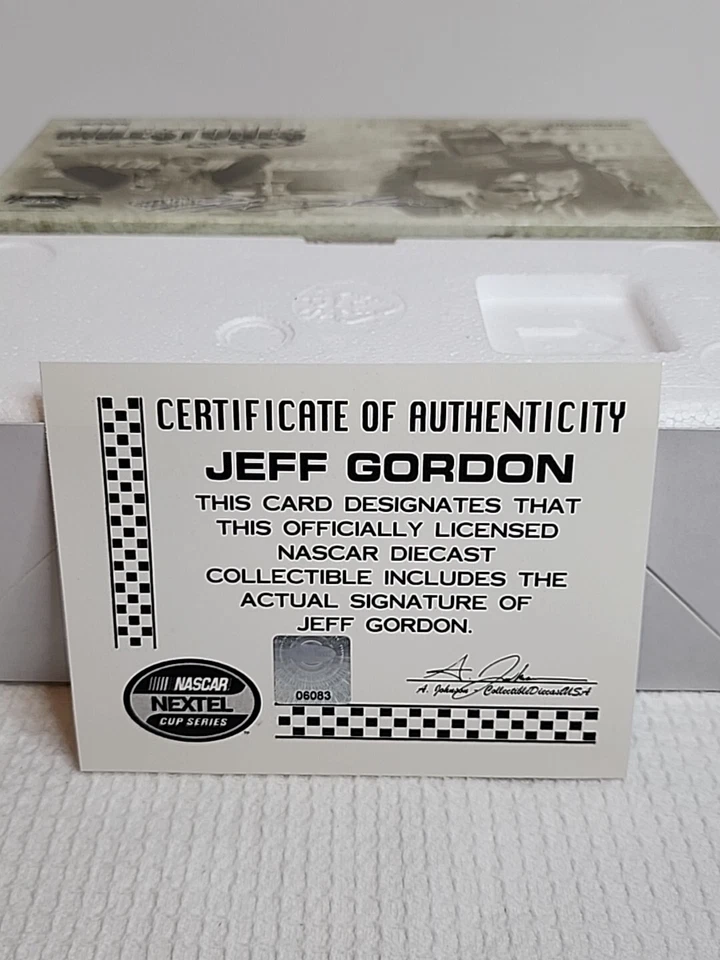 MILESTONES
CERTIFICATE OF AUTHENTICITY
JEFF GORDON
THIS CARD DESIGNATES THAT
THIS OFFICIALLY LICENSED
NASCAR DIECAST
COLLECTIBLE INCLUDES THE
ACTUAL SIGNATURE OF
JEFF GORDON.
06083
A. Johnson - CollectibleDiecastUSA
NASCAR
NEXTEL
CUP SERIES